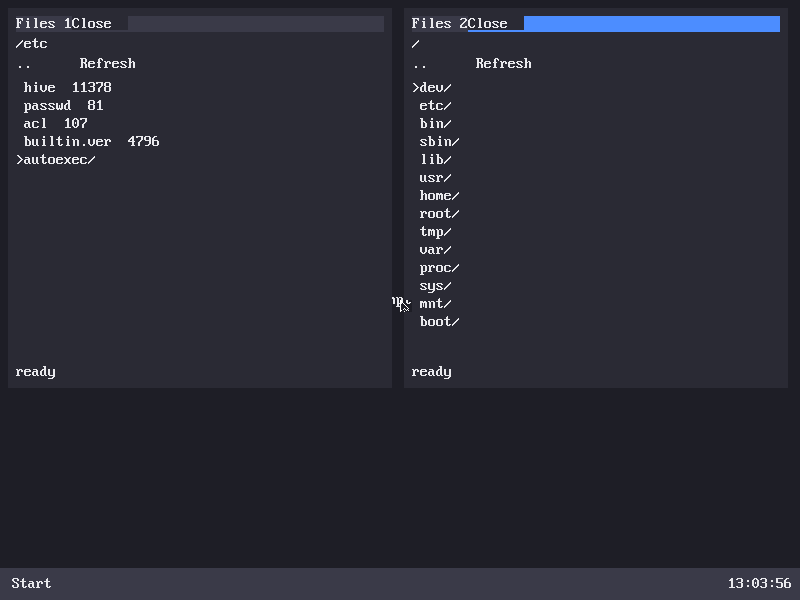 Files 1Close
/etc
.. Refresh
hive 11378
passwd 81
acl 107
builtin.ver 4796
>autoexec/
ready
Files 2Close
/
.. Refresh
>dev/
etc/
bin/
sbin/
lib/
usr/
home/
root/
tmp/
var/
proc/
sys/
mnt/
boot/
ready
Start
13:03:56